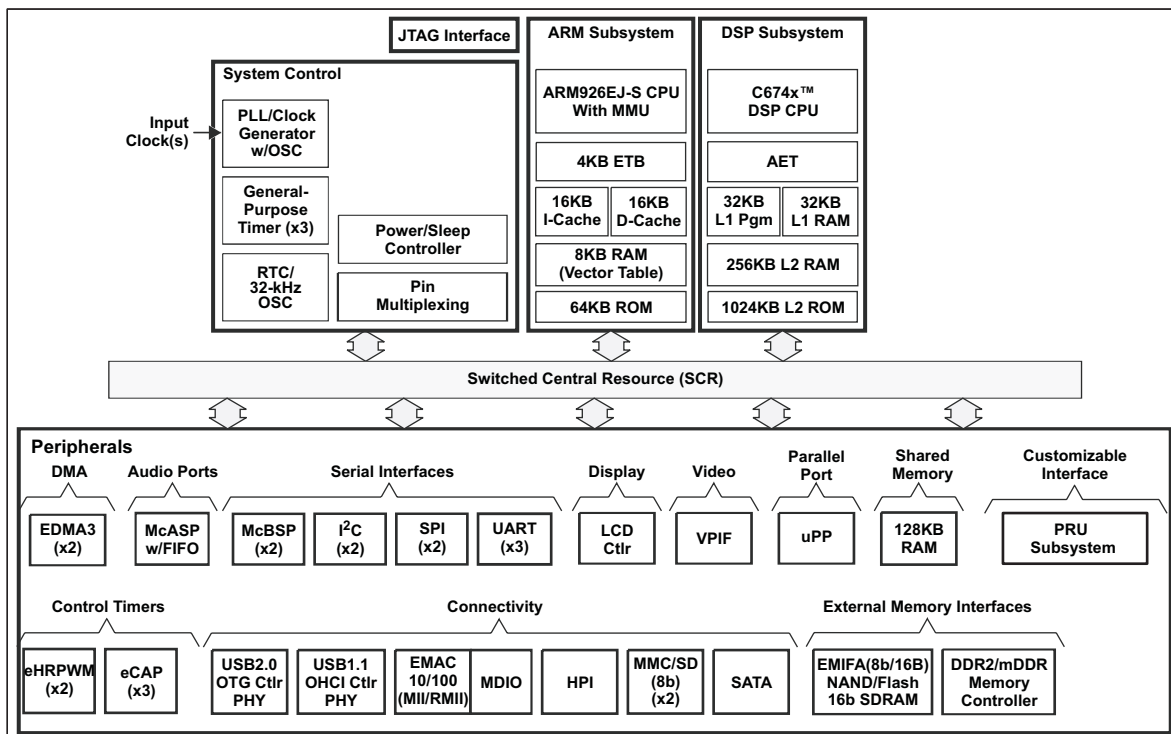 JTAG Interface
ARM Subsystem
DSP Subsystem
System Control
Input
Clock(s)
PLL/Clock
Generator
w/OSC
General-
Purpose
Timer (x3)
RTC/
32-kHz
OSC
Power/Sleep
Controller
Pin
Multiplexing
ARM926EJ-S CPU
With MMU
4KB ETB
16KB
I-Cache
16KB
D-Cache
8KB RAM
(Vector Table)
64KB ROM
C674x™
DSP CPU
AET
32KB
L1 Pgm
32KB
L1 RAM
256KB L2 RAM
1024KB L2 ROM
Switched Central Resource (SCR)
Peripherals
DMA
EDMA3
(x2)
Audio Ports
McASP
w/FIFO
Serial Interfaces
McBSP
(x2)
I²C
(x2)
SPI
(x2)
UART
(x3)
Display
LCD
Ctlr
Video
VPIF
Parallel
Port
uPP
Shared
Memory
128KB
RAM
Customizable
Interface
PRU
Subsystem
Control Timers
eHRPWM
(x2)
eCAP
(x3)
Connectivity
USB2.0
OTG Ctlr
PHY
USB1.1
OHCI Ctlr
PHY
EMAC
10/100
(MII/RMII)
MDIO
HPI
MMC/SD
(8b)
(x2)
SATA
External Memory Interfaces
EMIFA(8b/16B)
NAND/Flash
16b SDRAM
DDR2/mDDR
Memory
Controller